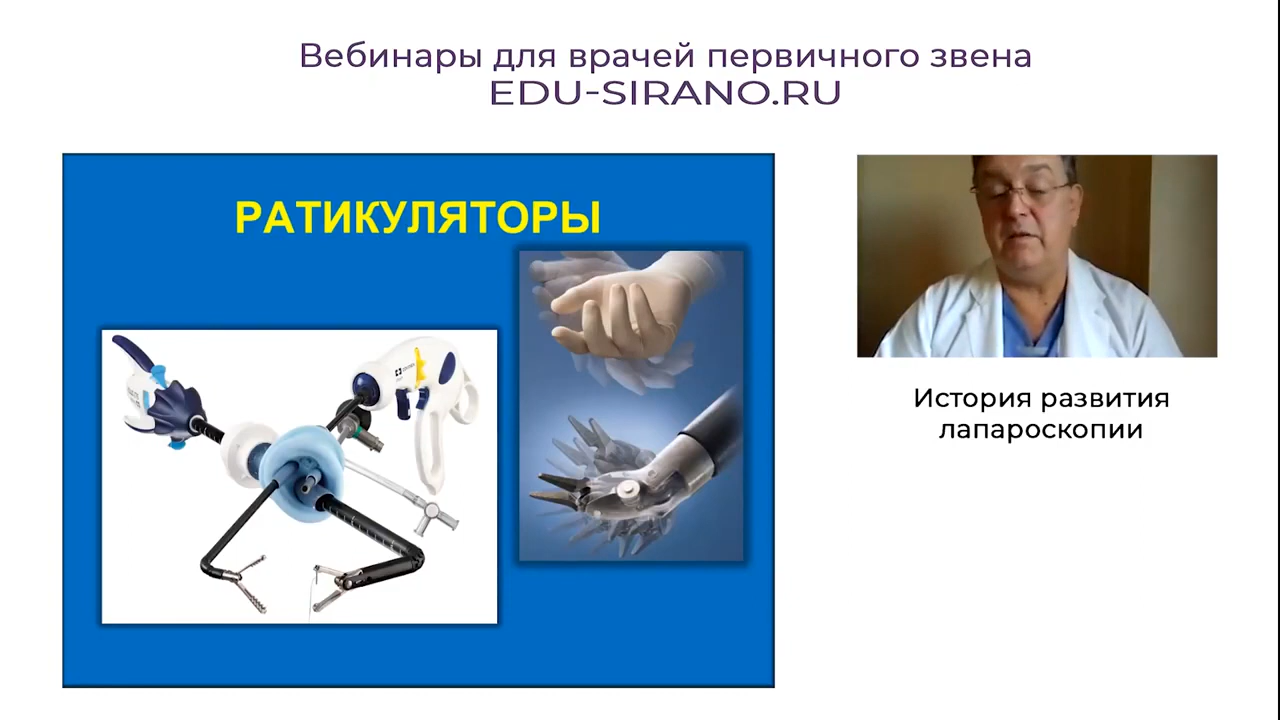 Вебинары для врачей первичного звена
EDU-SIRANO.RU
РАТИКУЛЯТОРЫ
История развития
лапароскопии